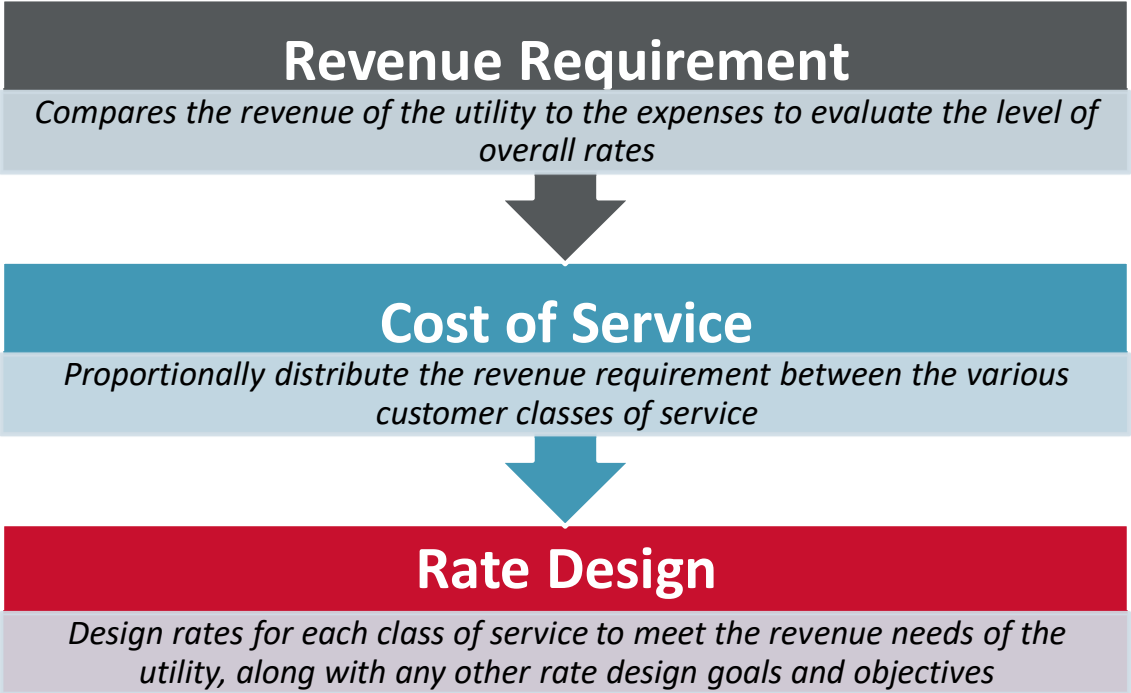 Revenue Requirement
Compares the revenue of the utility to the expenses to evaluate the level of
overall rates
Cost of Service
Proportionally distribute the revenue requirement between the various
customer classes of service
Rate Design
Design rates for each class of service to meet the revenue needs of the
utility, along with any other rate design goals and objectives